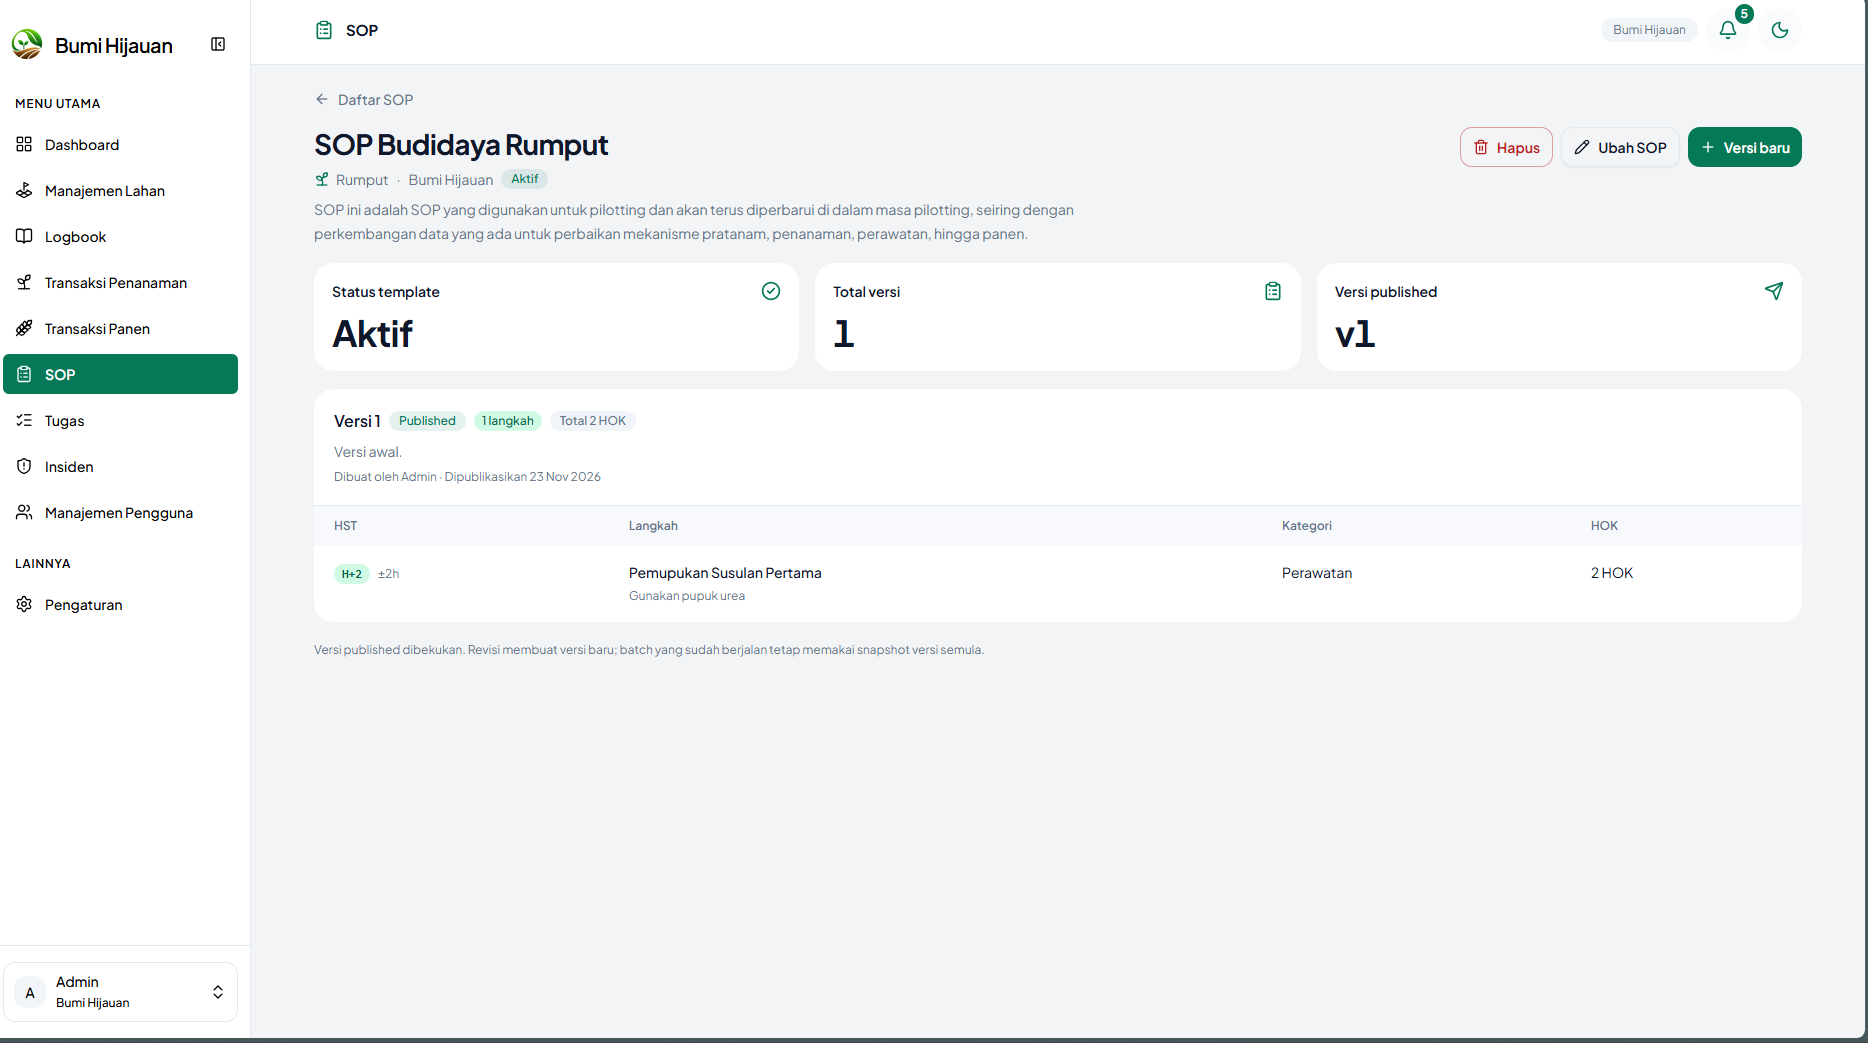 Bumi Hijauan
MENU UTAMA
Dashboard
Manajemen Lahan
Logbook
Transaksi Penanaman
Transaksi Panen
SOP
Tugas
Insiden
Manajemen Pengguna
LAINNYA
Pengaturan
A
Admin
Bumi Hijauan
SOP
Bumi Hijauan
5
Daftar SOP
SOP Budidaya Rumput
Hapus
Ubah SOP
+ Versi baru
Rumput · Bumi Hijauan Aktif
SOP ini adalah SOP yang digunakan untuk pilotting dan akan terus diperbarui di dalam masa pilotting, seiring dengan
perkembangan data yang ada untuk perbaikan mekanisme pratanam, penanaman, perawatan, hingga panen.
Status template
Aktif
Total versi
1
Versi published
v1
Versi 1 Published 1 langkah Total 2 HOK
Versi awal.
Dibuat oleh Admin · Dipublikasikan 23 Nov 2026
HST Langkah Kategori HOK
H+2 ±2h Pemupukan Susulan Pertama Perawatan 2 HOK
Gunakan pupuk urea
Versi published dibekukan. Revisi membuat versi baru; batch yang sudah berjalan tetap memakai snapshot versi semula.